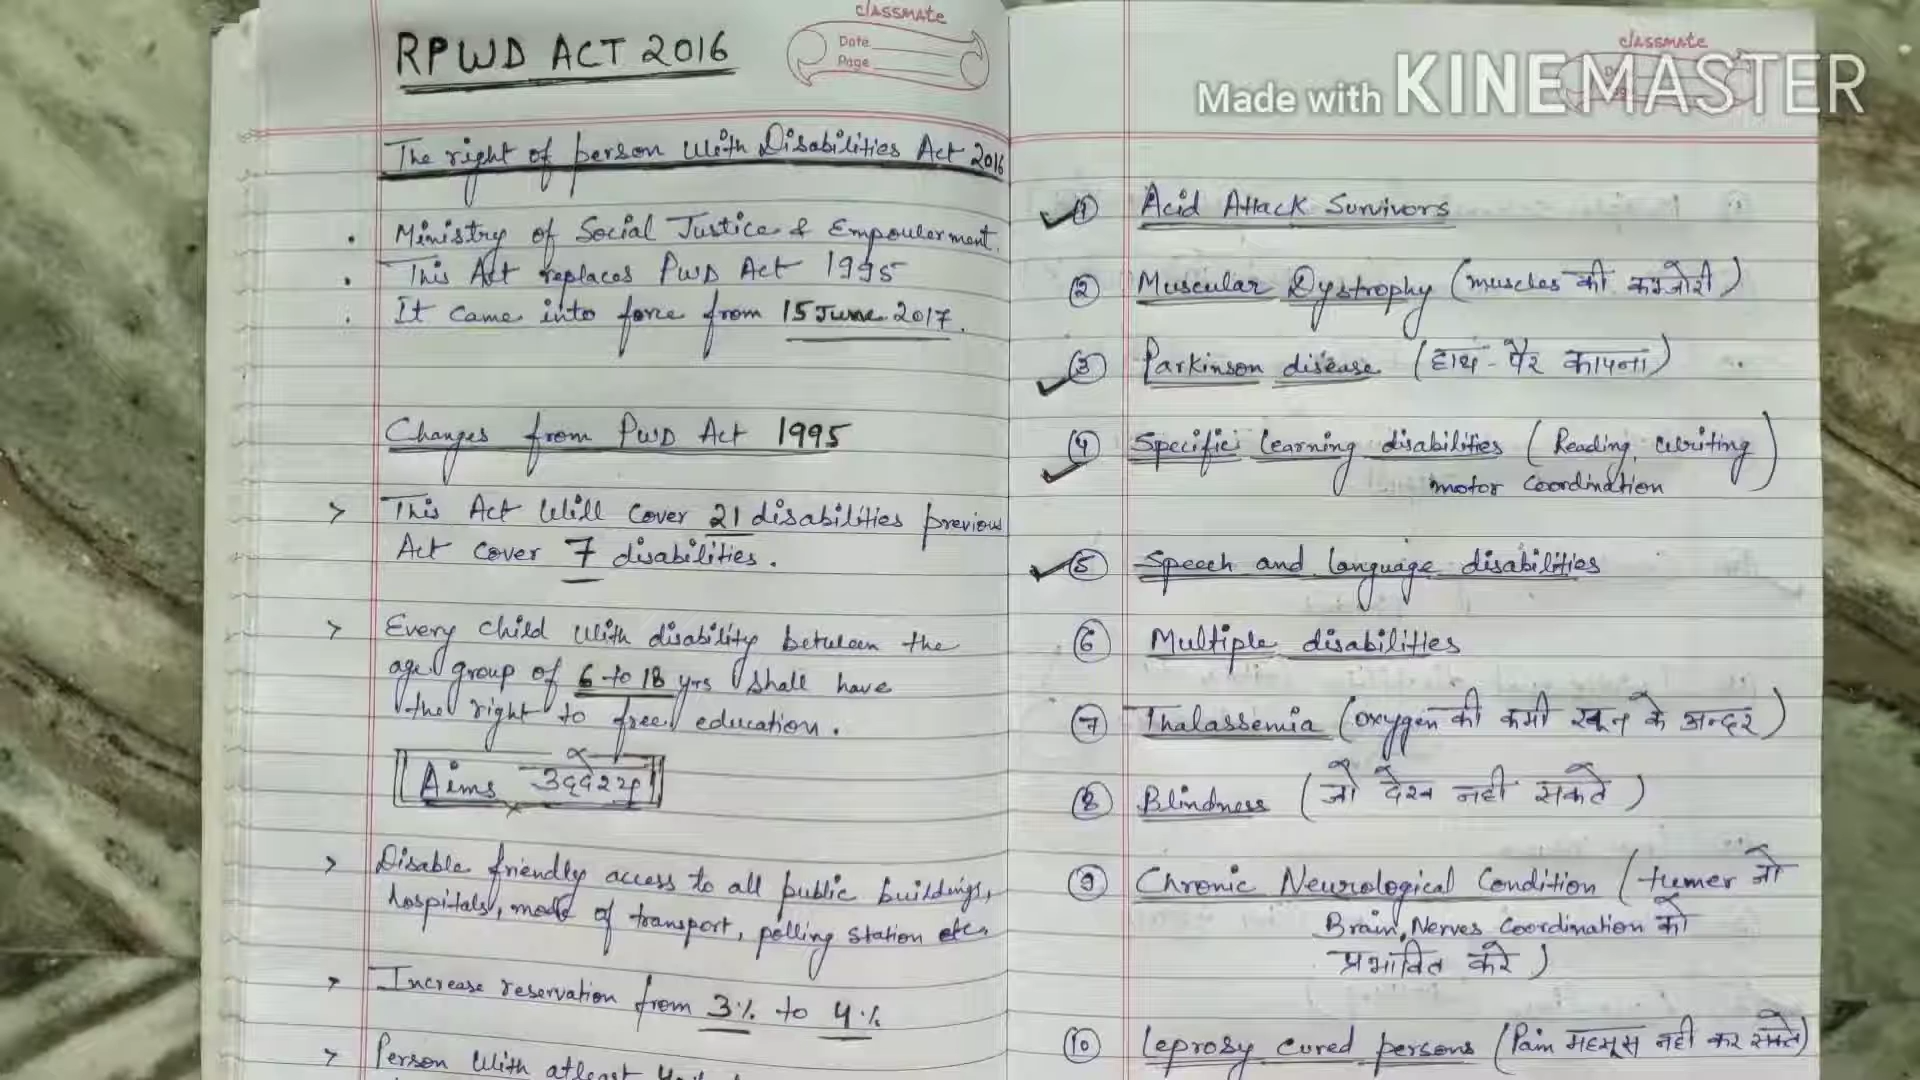 classmate
Date
Page
RPWD ACT 2016
The right of person with Disabilities Act 2016
. Ministry of Social Justice & Empowerment.
. This Act replaces PWD Act 1995
. It came into force from 15 June 2017.
Changes from PWD Act 1995
> This Act will cover 21 disabilities previous
Act cover 7 disabilities.
> Every child with disability between the
age group of 6 to 18 yrs shall have
the right to free education.
Aims उद्देश्य
> Disable friendly access to all public buildings,
hospitals, mode of transport, polling station etc.
> Increase reservation from 3% to 4%
> Person with atleast
classmate
Made with KINEMASTER
① Acid Attack Survivors
② Muscular Dystrophy (muscles की कमजोरी)
③ Parkinson disease (हाथ-पैर कापना)
④ Specific learning disabilities (Reading, writing)
motor coordination
⑤ Speech and language disabilities
⑥ Multiple disabilities
⑦ Thalassemia (oxygen की कमी खून के अन्दर)
⑧ Blindness (जो देख नही सकते)
⑨ Chronic Neurological Condition (tumer जो
Brain, Nerves Coordination को
प्रभावित करे)
⑩ Leprosy cured persons (Pain महसूस नही कर सकते)